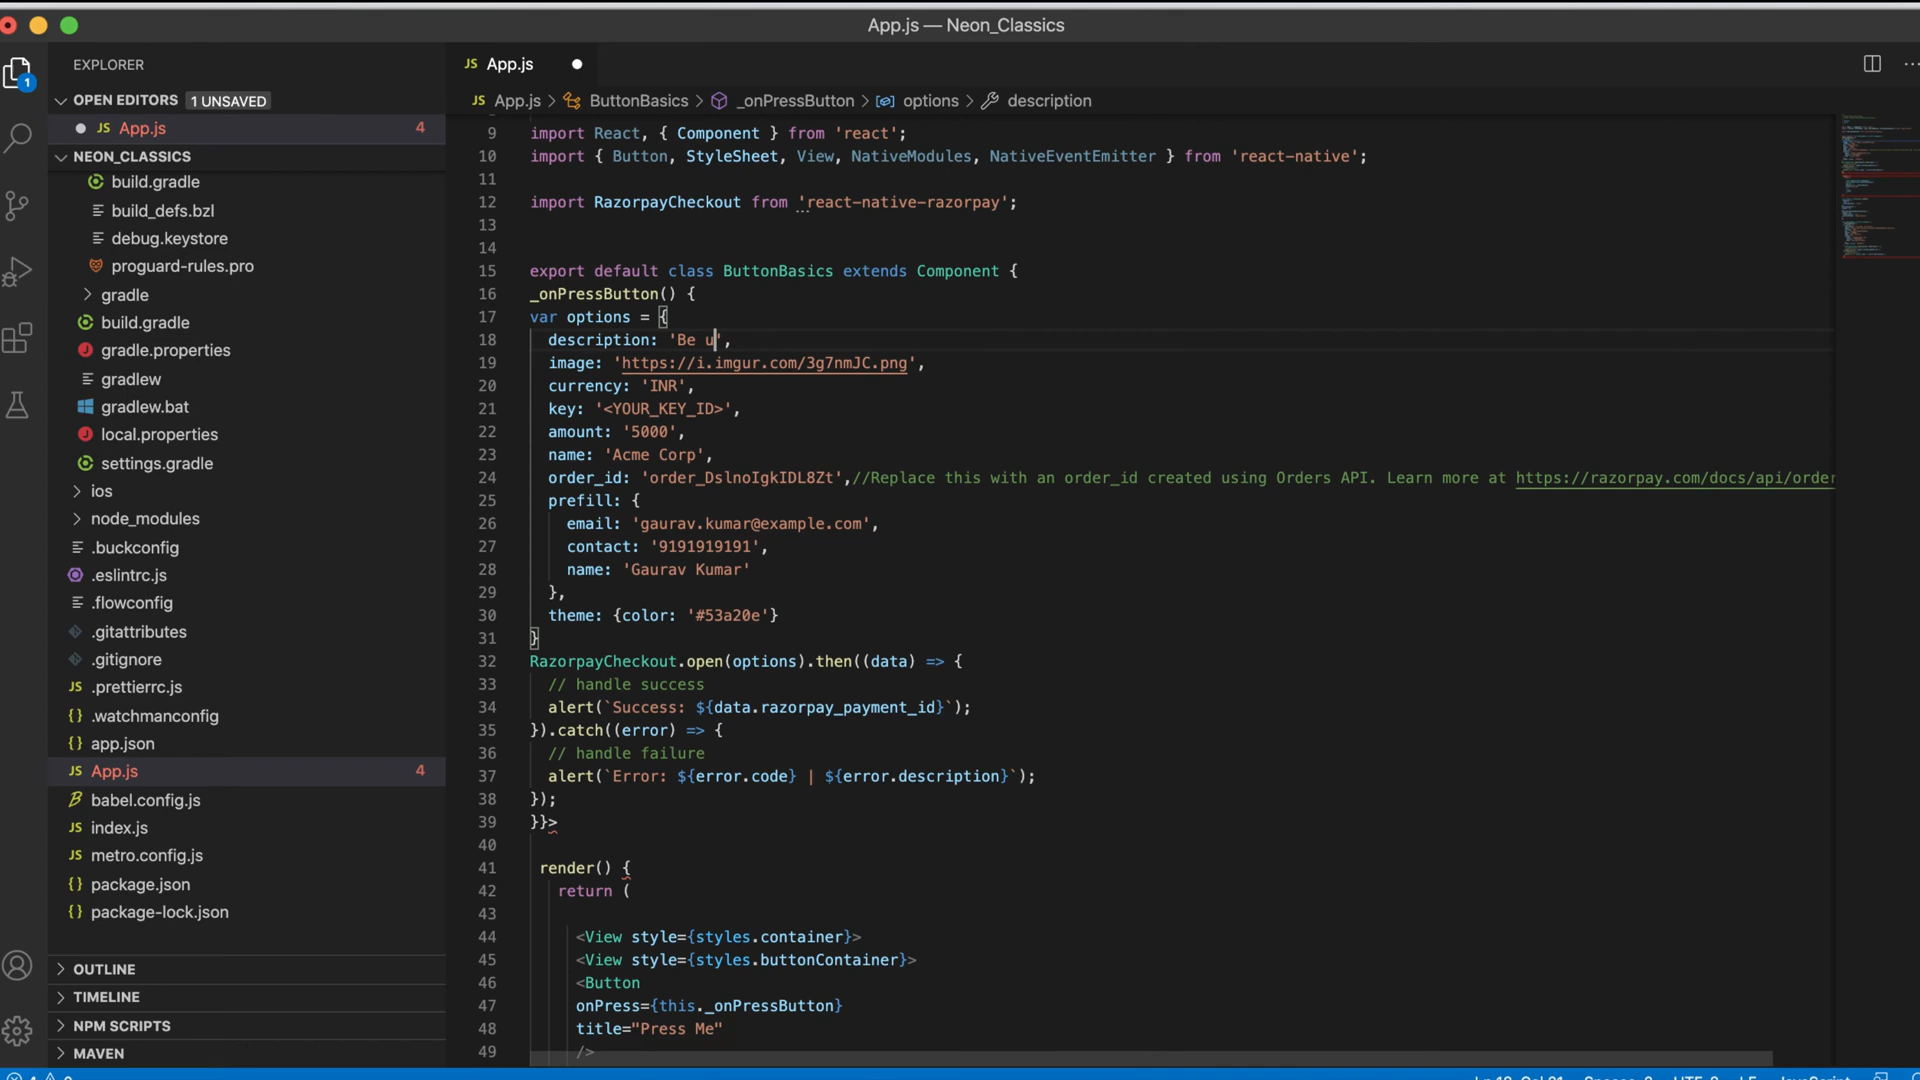 App.js — Neon_Classics
EXPLORER
1
OPEN EDITORS 1 UNSAVED
JS App.js 4
NEON_CLASSICS
build.gradle
build_defs.bzl
debug.keystore
proguard-rules.pro
gradle
build.gradle
gradle.properties
gradlew
gradlew.bat
local.properties
settings.gradle
ios
node_modules
.buckconfig
.eslintrc.js
.flowconfig
.gitattributes
.gitignore
JS .prettierrc.js
{} .watchmanconfig
{} app.json
JS App.js 4
babel.config.js
JS index.js
JS metro.config.js
{} package.json
{} package-lock.json
OUTLINE
TIMELINE
NPM SCRIPTS
MAVEN
JS App.js
JS App.js > ButtonBasics > _onPressButton > options > description
9 import React, { Component } from 'react';
10 import { Button, StyleSheet, View, NativeModules, NativeEventEmitter } from 'react-native';
11
12 import RazorpayCheckout from 'react-native-razorpay';
13
14
15 export default class ButtonBasics extends Component {
16 _onPressButton() {
17 var options = {
18 description: 'Be u',
19 image: 'https://i.imgur.com/3g7nmJC.png',
20 currency: 'INR',
21 key: '<YOUR_KEY_ID>',
22 amount: '5000',
23 name: 'Acme Corp',
24 order_id: 'order_DslnoIgkIDL8Zt',//Replace this with an order_id created using Orders API. Learn more at https://razorpay.com/docs/api/order
25 prefill: {
26 email: 'gaurav.kumar@example.com',
27 contact: '9191919191',
28 name: 'Gaurav Kumar'
29 },
30 theme: {color: '#53a20e'}
31 }
32 RazorpayCheckout.open(options).then((data) => {
33 // handle success
34 alert(`Success: ${data.razorpay_payment_id}`);
35 }).catch((error) => {
36 // handle failure
37 alert(`Error: ${error.code} | ${error.description}`);
38 });
39 }}>
40
41 render() {
42 return (
43
44 <View style={styles.container}>
45 <View style={styles.buttonContainer}>
46 <Button
47 onPress={this._onPressButton}
48 title="Press Me"
49 />